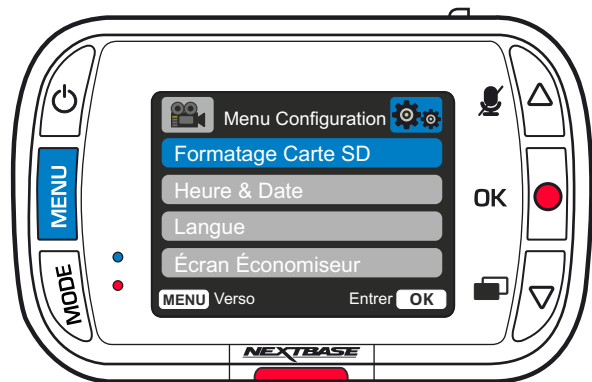 Menu Configuration
Formatage Carte SD
MENU
Heure & Date
OK
Langue
Écran Économiseur
MODE
MENU Verso Entrer OK
NEXTBASE